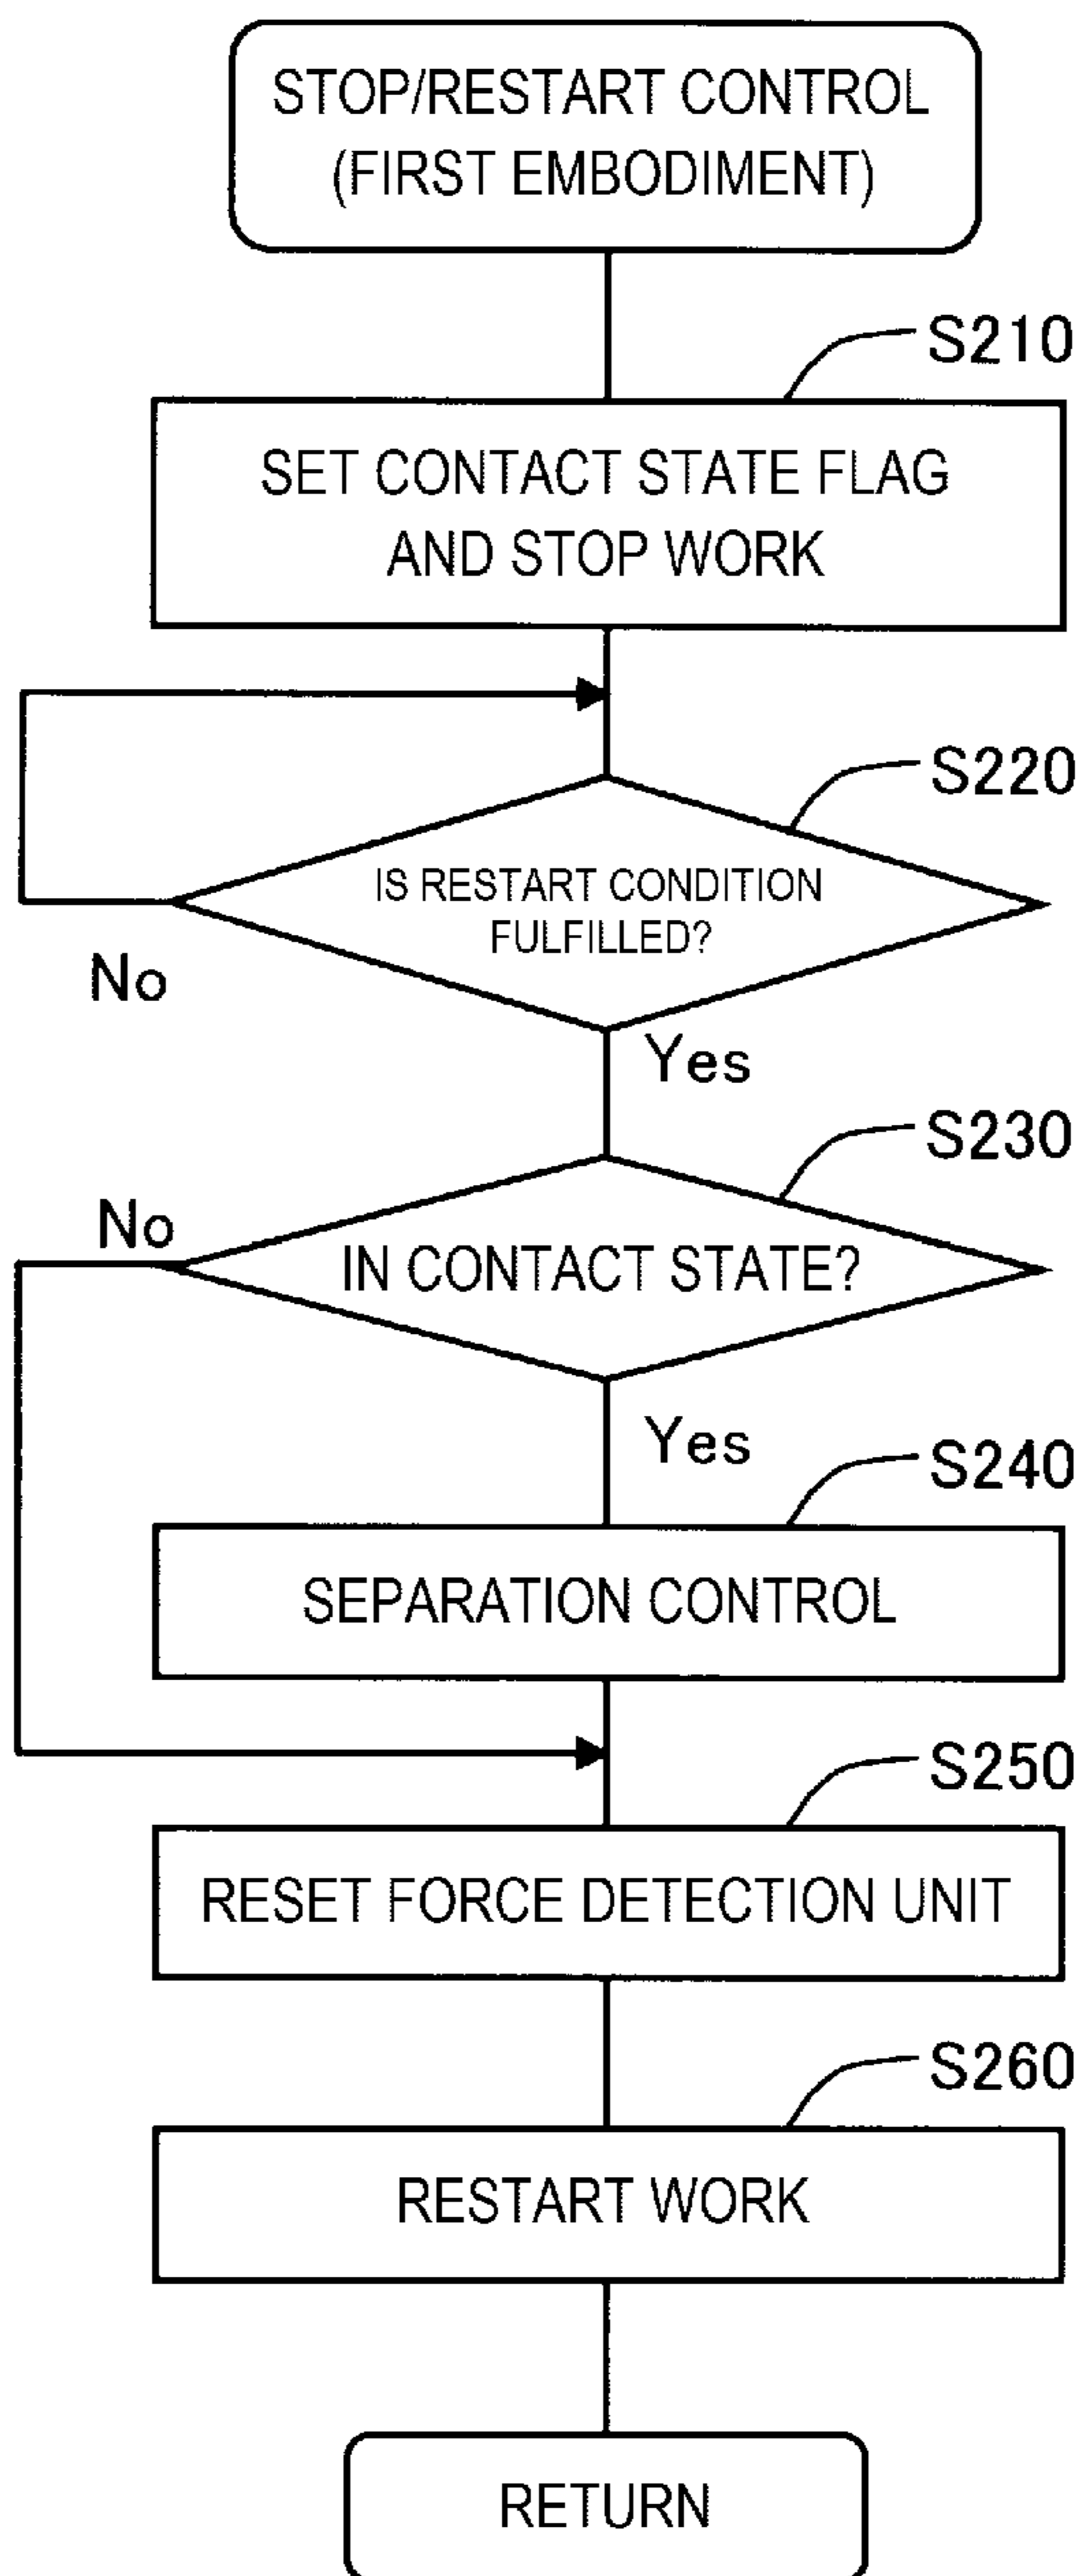 STOP/RESTART CONTROL
(FIRST EMBODIMENT)
S210
SET CONTACT STATE FLAG
AND STOP WORK
S220
IS RESTART CONDITION
FULFILLED?
No
Yes
S230
No
IN CONTACT STATE?
Yes
S240
SEPARATION CONTROL
S250
RESET FORCE DETECTION UNIT
S260
RESTART WORK
RETURN